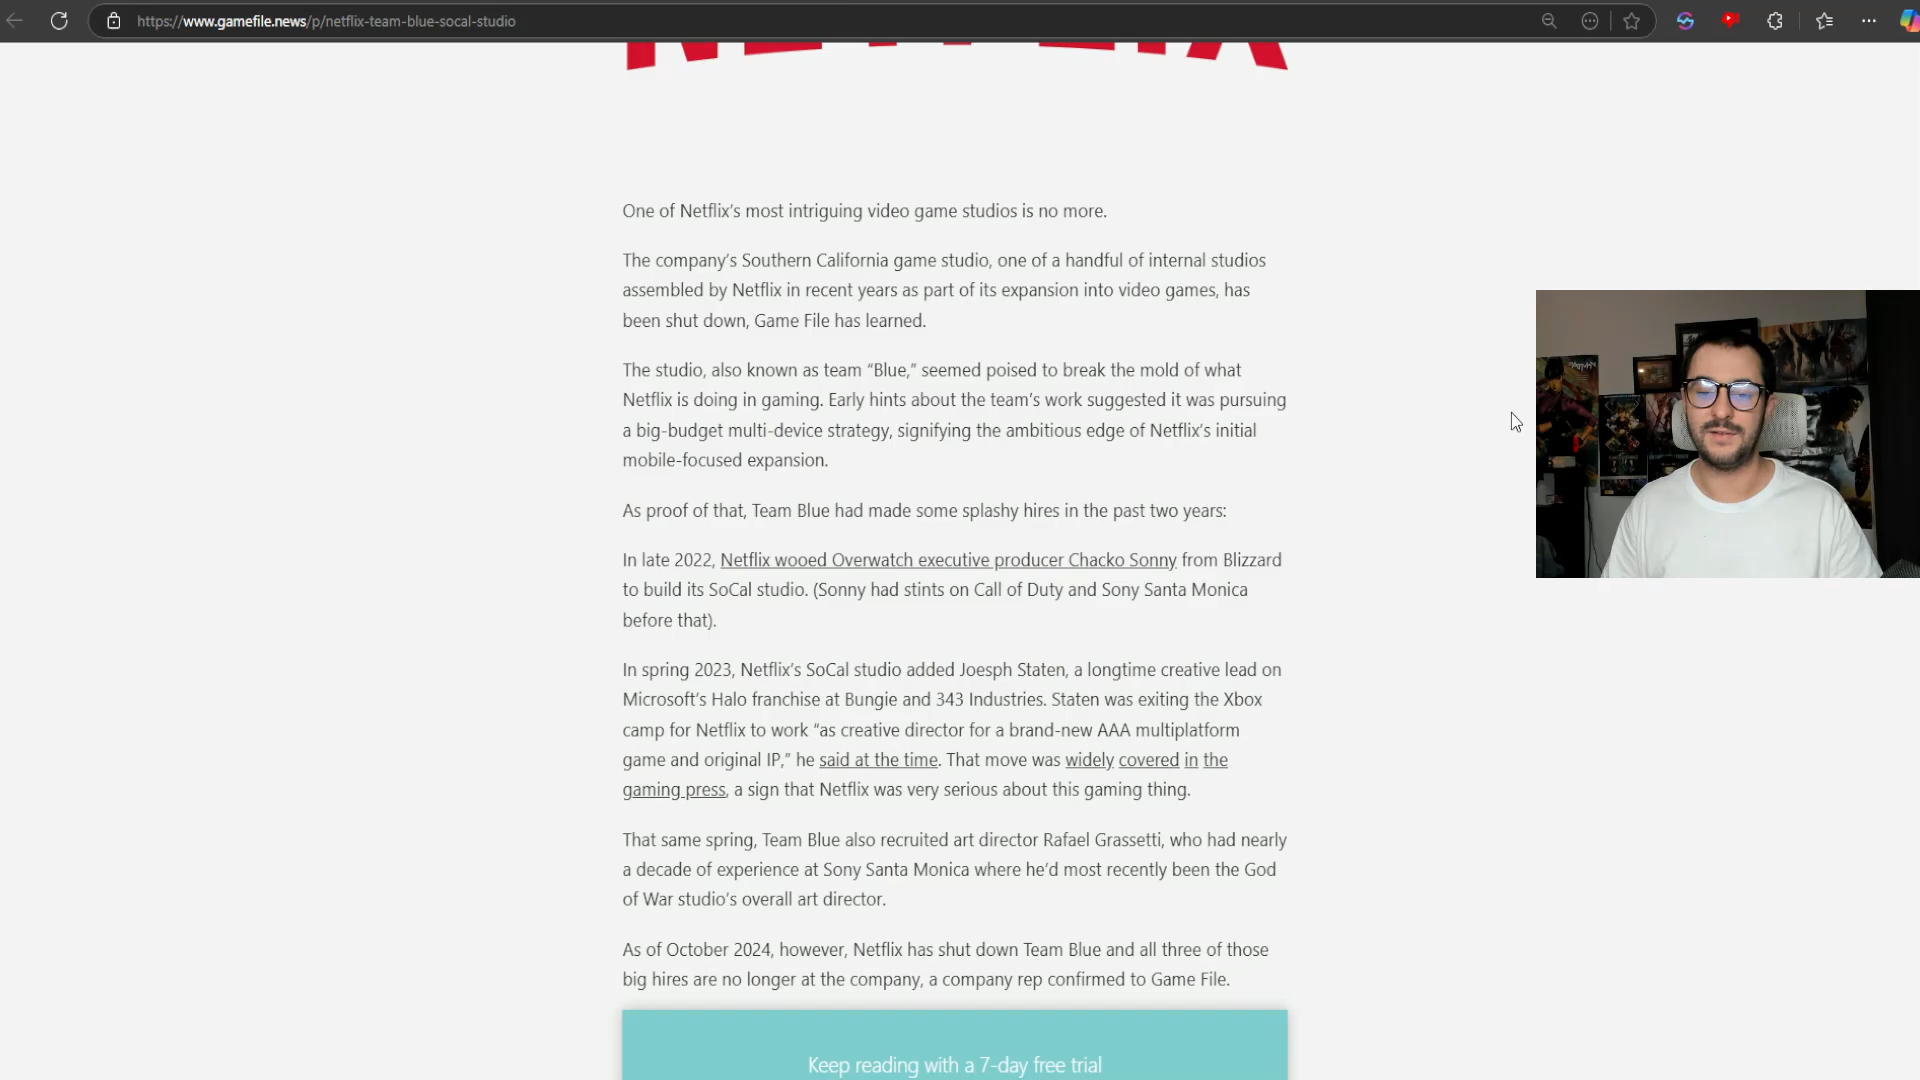 https://www.gamefile.news/p/netflix-team-blue-socal-studio
NETFLIX
One of Netflix’s most intriguing video game studios is no more.
The company’s Southern California game studio, one of a handful of internal studios
assembled by Netflix in recent years as part of its expansion into video games, has
been shut down, Game File has learned.
The studio, also known as team “Blue,” seemed poised to break the mold of what
Netflix is doing in gaming. Early hints about the team’s work suggested it was pursuing
a big-budget multi-device strategy, signifying the ambitious edge of Netflix’s initial
mobile-focused expansion.
As proof of that, Team Blue had made some splashy hires in the past two years:
In late 2022, Netflix wooed Overwatch executive producer Chacko Sonny from Blizzard
to build its SoCal studio. (Sonny had stints on Call of Duty and Sony Santa Monica
before that).
In spring 2023, Netflix’s SoCal studio added Joesph Staten, a longtime creative lead on
Microsoft’s Halo franchise at Bungie and 343 Industries. Staten was exiting the Xbox
camp for Netflix to work “as creative director for a brand-new AAA multiplatform
game and original IP,” he said at the time. That move was widely covered in the
gaming press, a sign that Netflix was very serious about this gaming thing.
That same spring, Team Blue also recruited art director Rafael Grassetti, who had nearly
a decade of experience at Sony Santa Monica where he’d most recently been the God
of War studio’s overall art director.
As of October 2024, however, Netflix has shut down Team Blue and all three of those
big hires are no longer at the company, a company rep confirmed to Game File.
Keep reading with a 7-day free trial